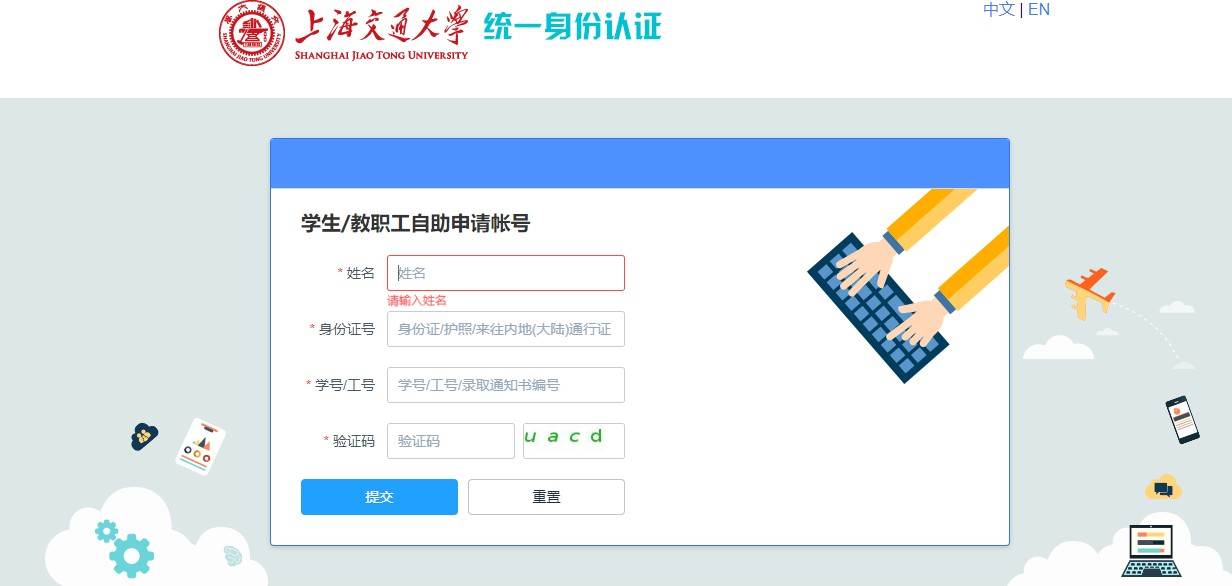 上海交通大学 统一身份认证
SHANGHAI JIAO TONG UNIVERSITY
中文 | EN
学生/教职工自助申请帐号
* 姓名 姓名
请输入姓名
* 身份证号 身份证/护照/来往内地(大陆)通行证
* 学号/工号 学号/工号/录取通知书编号
* 验证码 验证码 u a c d
提交 重置